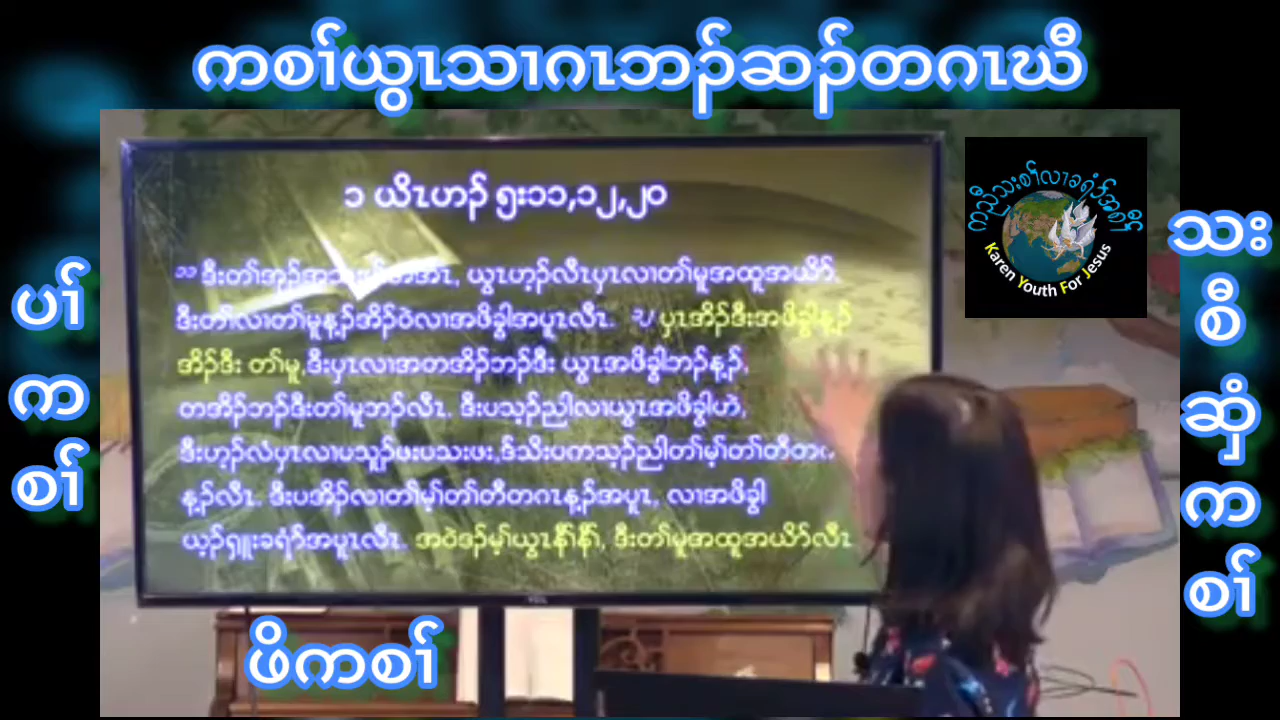 ကစၢ်ယွၤသၢဂၤဘၣ်ဆၣ်တဂၤဃီ
၁ ယိၤဟၣ် ၅း၁၁,၁၂,၂၀
၁၁ ဒီးတၢ်အုၣ်အသး ယွၤဟ့ၣ်လီၤပှၤလၢတၢ်မူအထူအယိာ်.
ဒီးတၢ်လၢတၢ်မူန့ၣ်အိၣ်ဝဲလၢအဖိခွါအပူၤလီၤ. ၁၂ ပှၤအိၣ်ဒီးအဖိခွါန့ၣ်
အိၣ်ဒီး တၢ်မူ,ဒီးပှၤလၢအတအိၣ်ဘၣ်ဒီး ယွၤအဖိခွါဘၣ်န့ၣ်,
တအိၣ်ဘၣ်ဒီးတၢ်မူဘၣ်လီၤ. ဒီးပသ့ၣ်ညါလၢယွၤအဖိခွါဟဲ,
ဒီးဟ့ၣ်လံပှၤလၢပသူၣ်ဖးပသးဖး,ဒ်သိးပကသ့ၣ်ညါတၢ်မ့ၢ်တၢ်တီတဂၤ
န့ၣ်လီၤ. ဒီးပအိၣ်လၢတၢ်မ့ၢ်တၢ်တီတဂၤန့ၣ်အပူၤ, လၢအဖိခွါ
ယ့ၣ်ၡူးခရံာ်အပူၤလီၤ. အဝဲဒၣ်မ့ၢ်ယွၤနီၢ်နီၢ်, ဒီးတၢ်မူအထူအယိာ်လီၤ
ကညီသးစၢ်လၢခရံာ်အဂီၢ်
Karen Youth For Jesus
ပၢ်
က
စၢ်
သး
စီ
ဆှံ
က
စၢ်
ဖိကစၢ်